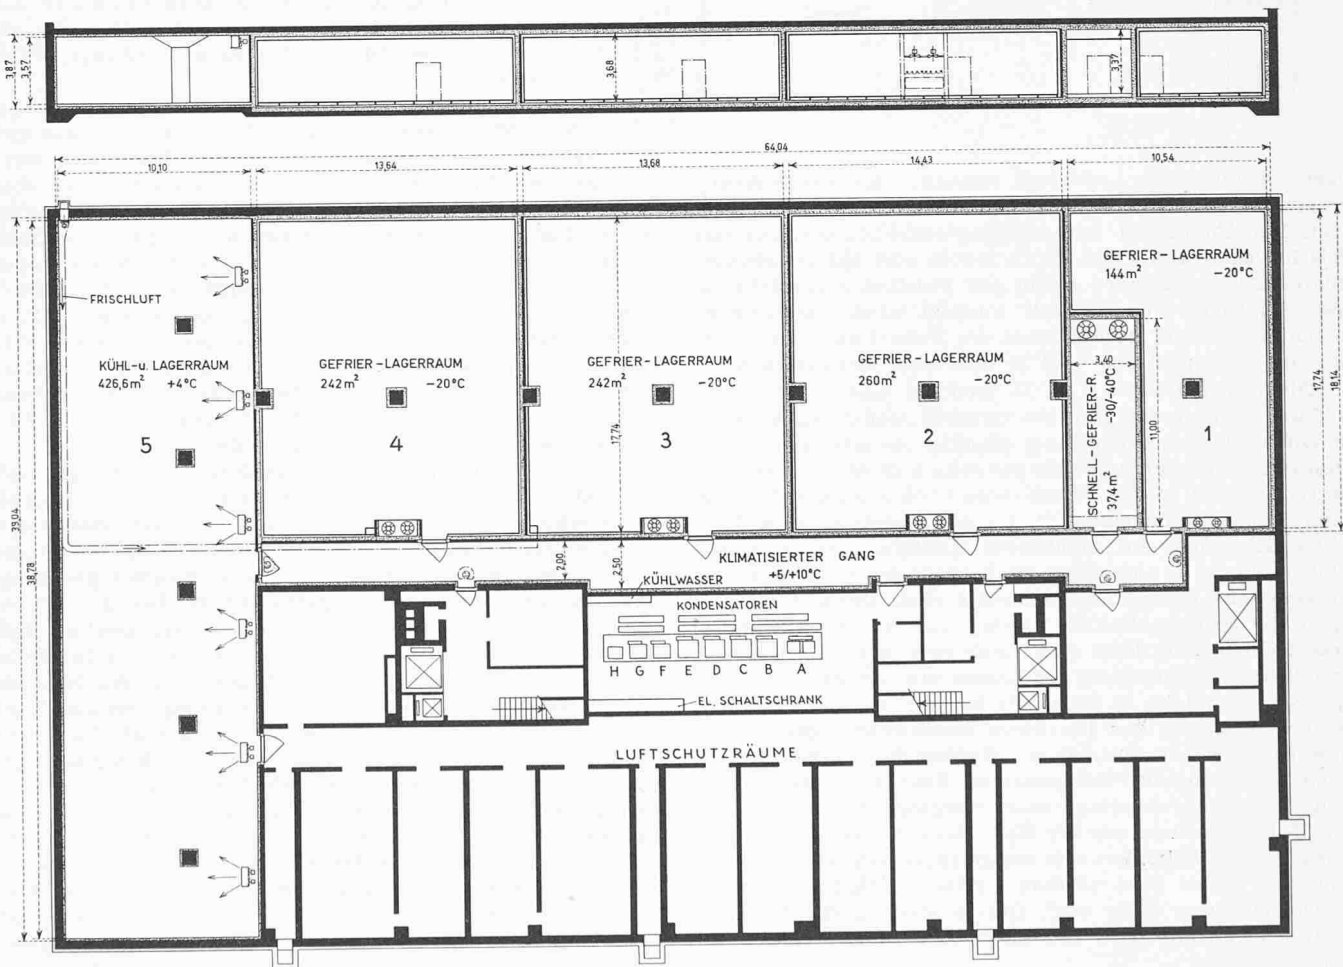 3,87
3,57
3,68
3,37
64,04
10,10
13,64
13,68
14,43
10,54
FRISCHLUFT
KÜHL-u. LAGERRAUM
426,6m² +4°C
5
GEFRIER-LAGERRAUM
242m² -20°C
4
GEFRIER-LAGERRAUM
242m² -20°C
17,74
3
GEFRIER-LAGERRAUM
260m² -20°C
2
GEFRIER-LAGERRAUM
144m² -20°C
3,40
SCHNELL-GEFRIER-R.
37,4m² -30/-40°C
11,00
1
17,74
18,14
39,04
38,78
2,00
2,50
KLIMATISIERTER GANG
+5/+10°C
KÜHLWASSER
KONDENSATOREN
H G F E D C B A
EL. SCHALTSCHRANK
LUFTSCHUTZRÄUME